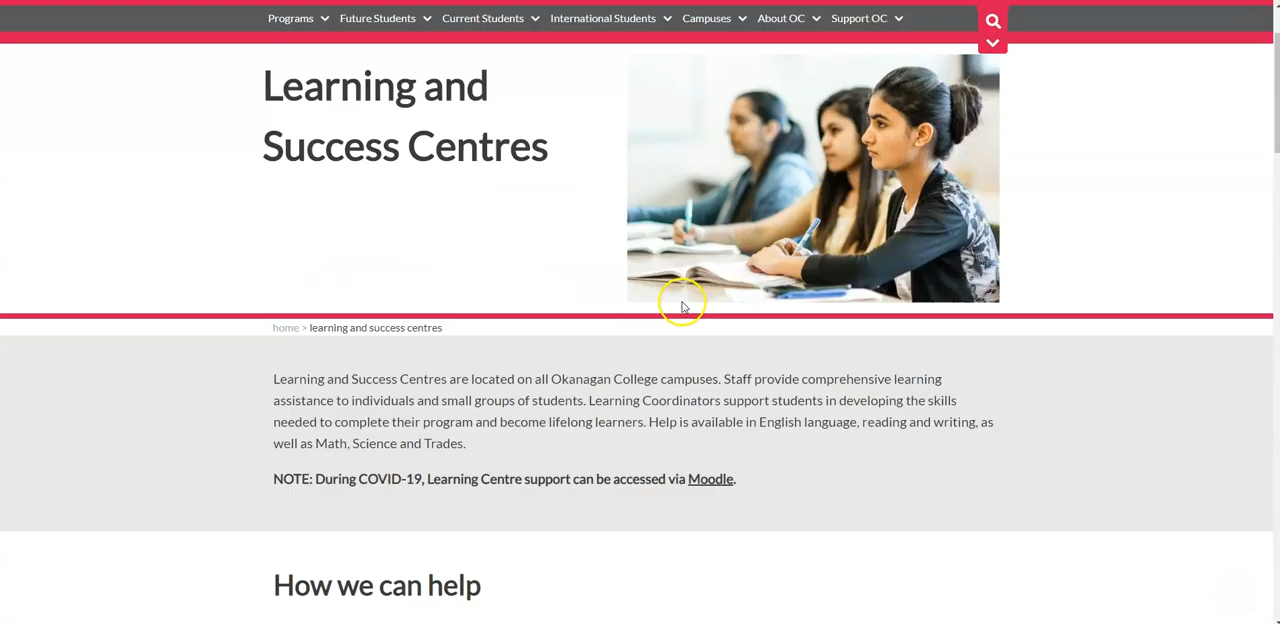 Programs Future Students Current Students International Students Campuses About OC Support OC
Learning and
Success Centres
home > learning and success centres
Learning and Success Centres are located on all Okanagan College campuses. Staff provide comprehensive learning
assistance to individuals and small groups of students. Learning Coordinators support students in developing the skills
needed to complete their program and become lifelong learners. Help is available in English language, reading and writing, as
well as Math, Science and Trades.
NOTE: During COVID-19, Learning Centre support can be accessed via Moodle.
How we can help